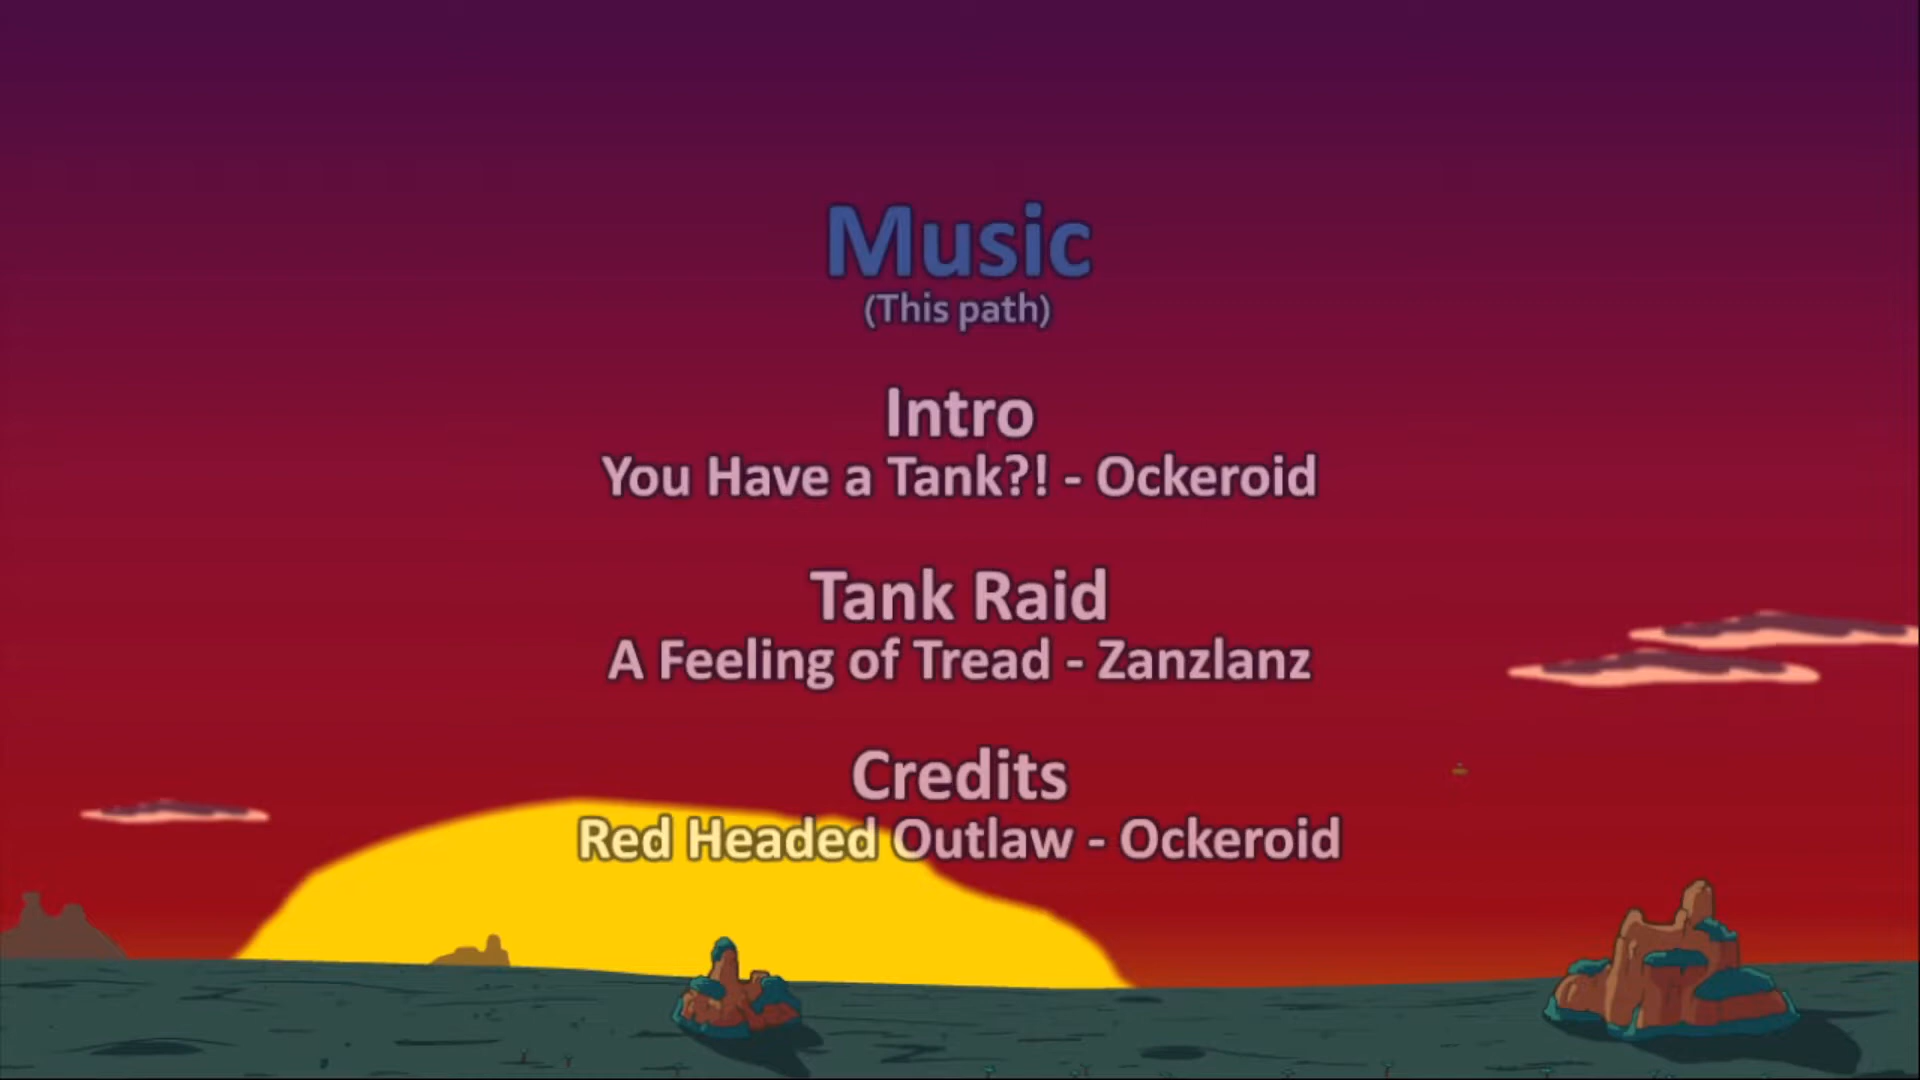 Music
(This path)
Intro
You Have a Tank?! - Ockeroid
Tank Raid
A Feeling of Tread - Zanzlanz
Credits
Red Headed Outlaw - Ockeroid